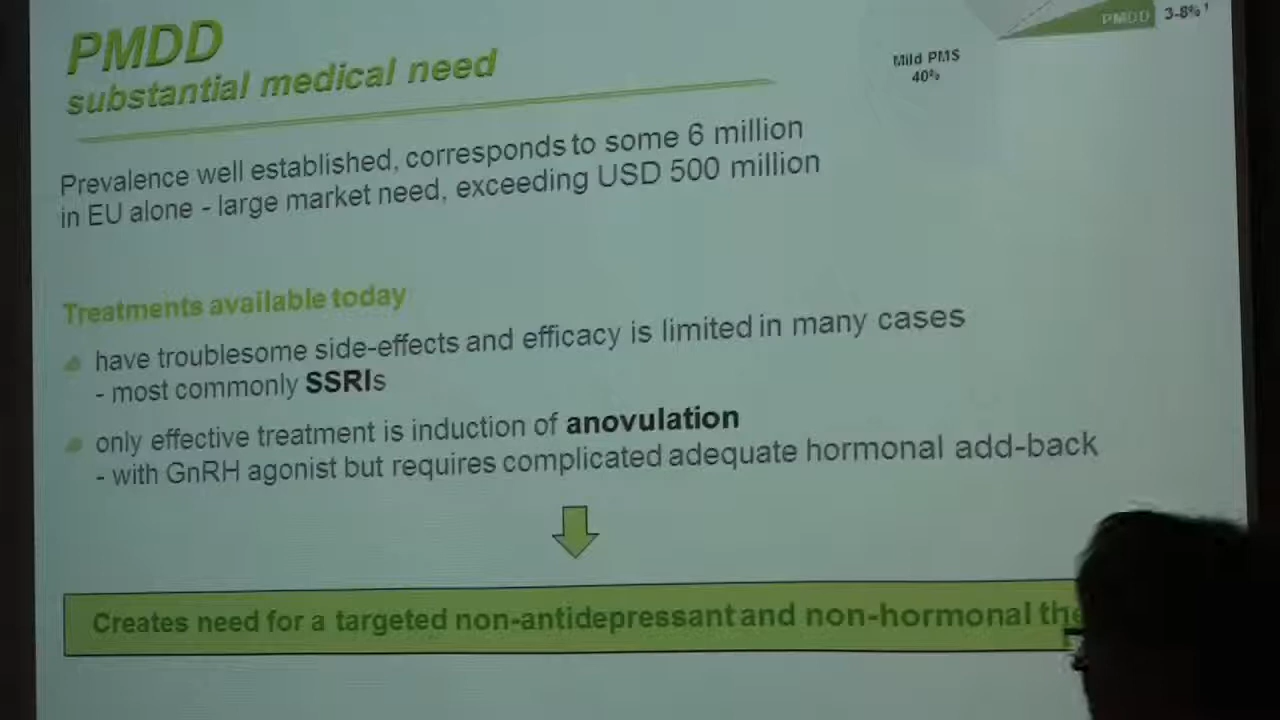 PMDD
substantial medical need
PMDD 3-8% 1
Mild PMS
40%
Prevalence well established, corresponds to some 6 million
in EU alone - large market need, exceeding USD 500 million
Treatments available today
have troublesome side-effects and efficacy is limited in many cases
- most commonly SSRIs
only effective treatment is induction of anovulation
- with GnRH agonist but requires complicated adequate hormonal add-back
Creates need for a targeted non-antidepressant and non-hormonal